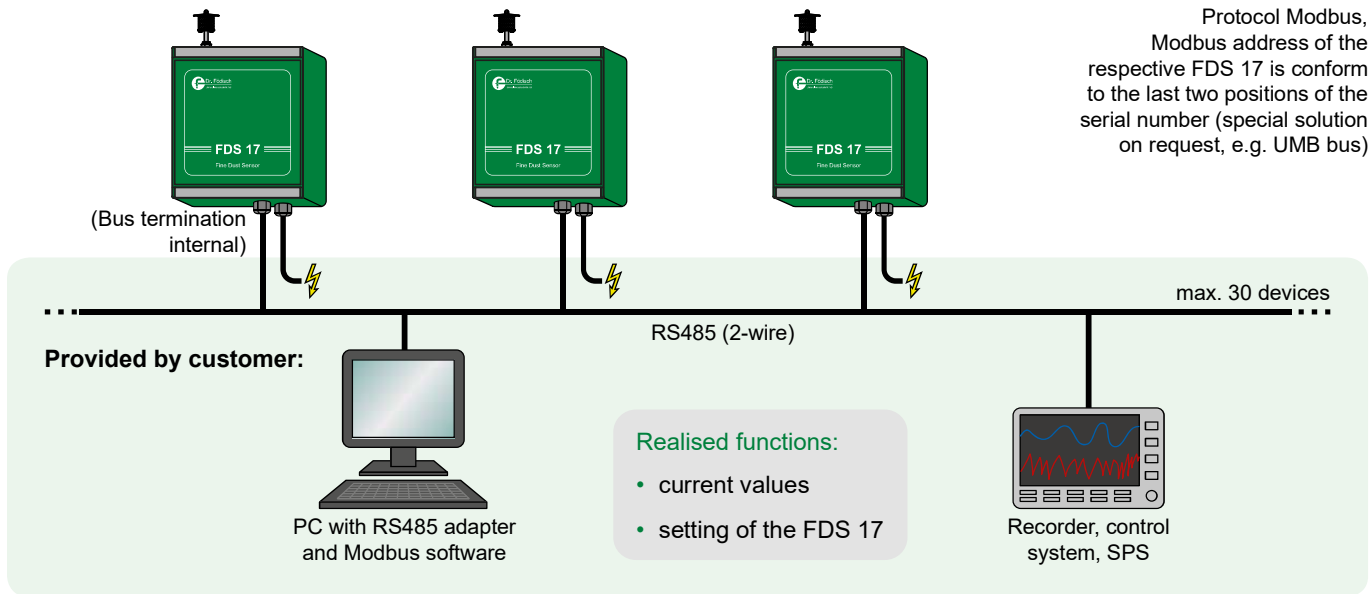 Protocol Modbus,
Modbus address of the
respective FDS 17 is conform
to the last two positions of the
serial number (special solution
on request, e.g. UMB bus)
Dr. Födisch
FDS 17
Fine Dust Sensor
Dr. Födisch
FDS 17
Fine Dust Sensor
Dr. Födisch
FDS 17
Fine Dust Sensor
(Bus termination
internal)
max. 30 devices
RS485 (2-wire)
Provided by customer:
Realised functions:
• current values
• setting of the FDS 17
PC with RS485 adapter
and Modbus software
Recorder, control
system, SPS